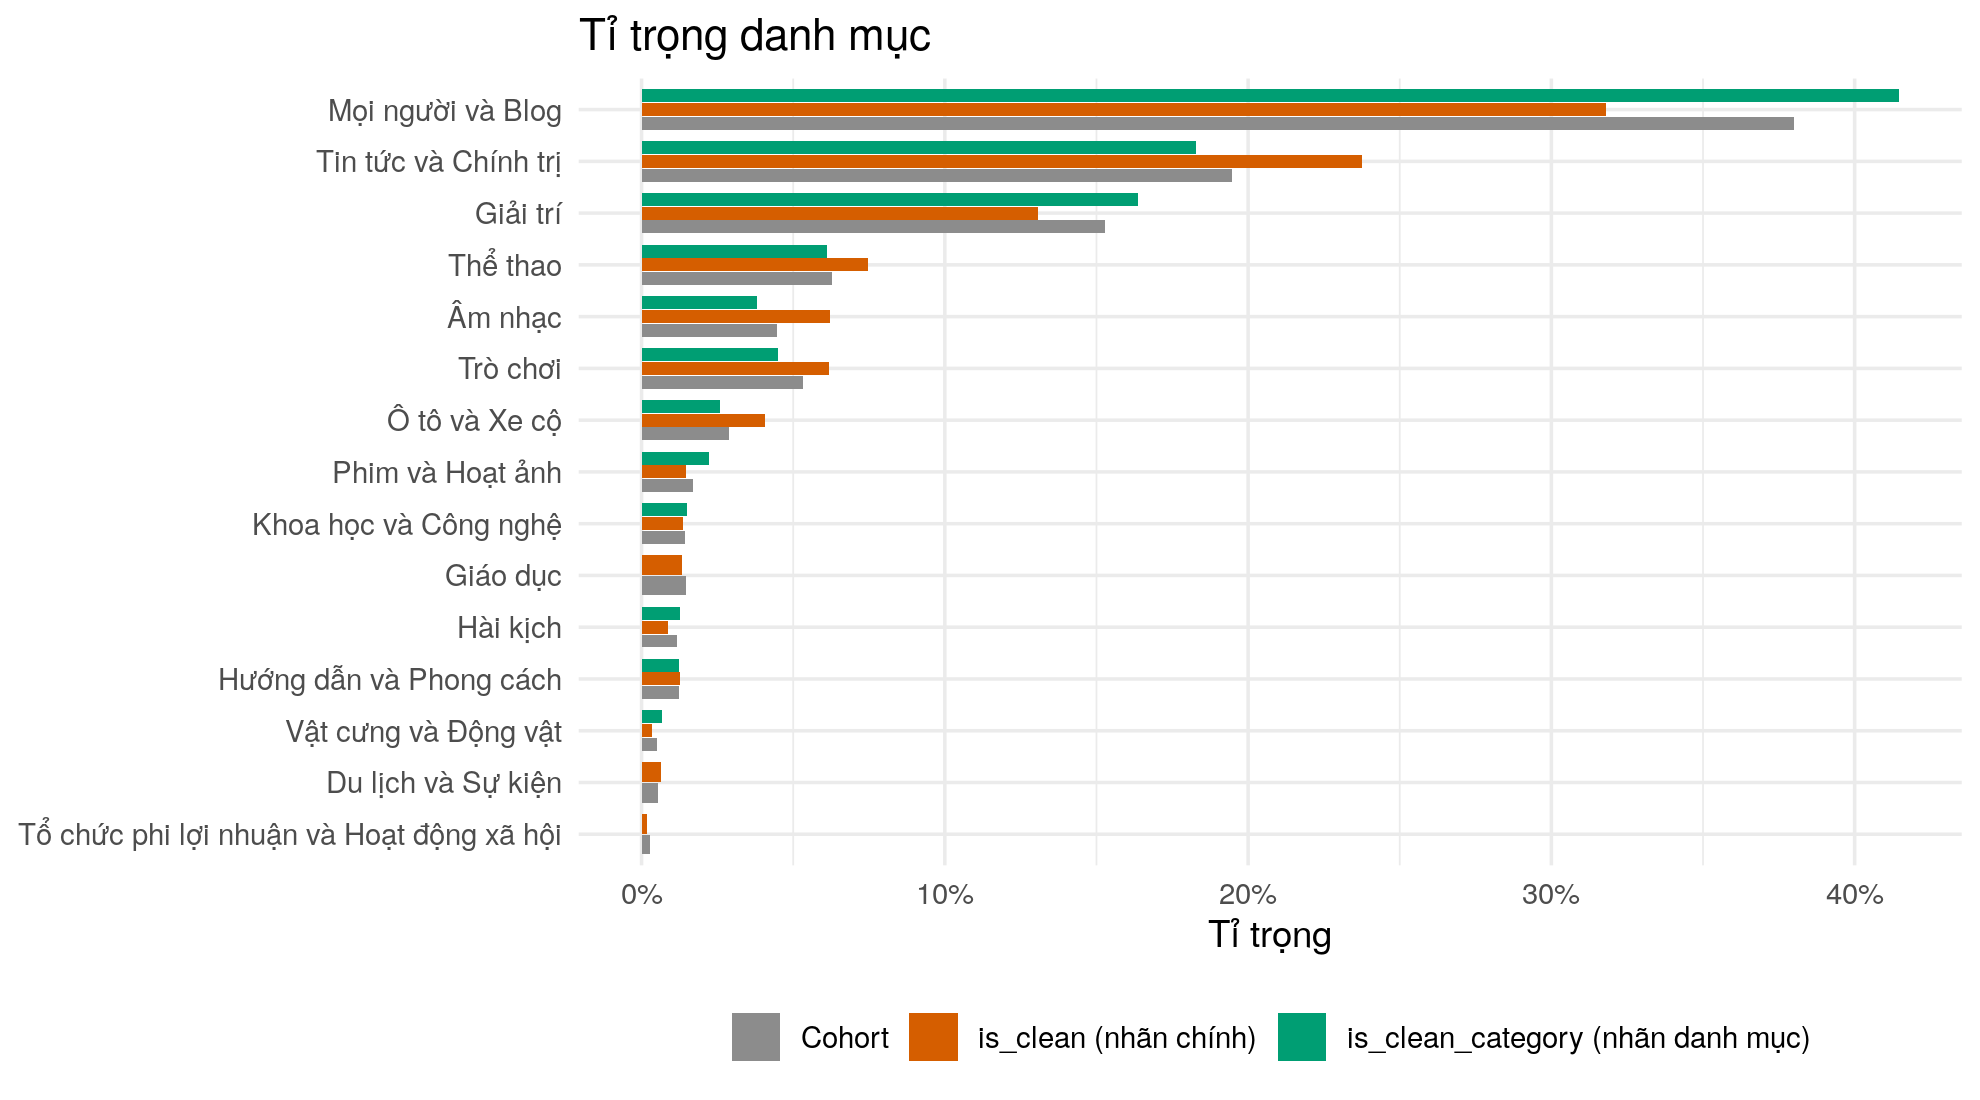 Tỉ trọng danh mục
Mọi người và Blog
Tin tức và Chính trị
Giải trí
Thể thao
Âm nhạc
Trò chơi
Ô tô và Xe cộ
Phim và Hoạt ảnh
Khoa học và Công nghệ
Giáo dục
Hài kịch
Hướng dẫn và Phong cách
Vật cưng và Động vật
Du lịch và Sự kiện
Tổ chức phi lợi nhuận và Hoạt động xã hội
0% 10% 20% 30% 40%
Tỉ trọng
Cohort is_clean (nhãn chính) is_clean_category (nhãn danh mục)